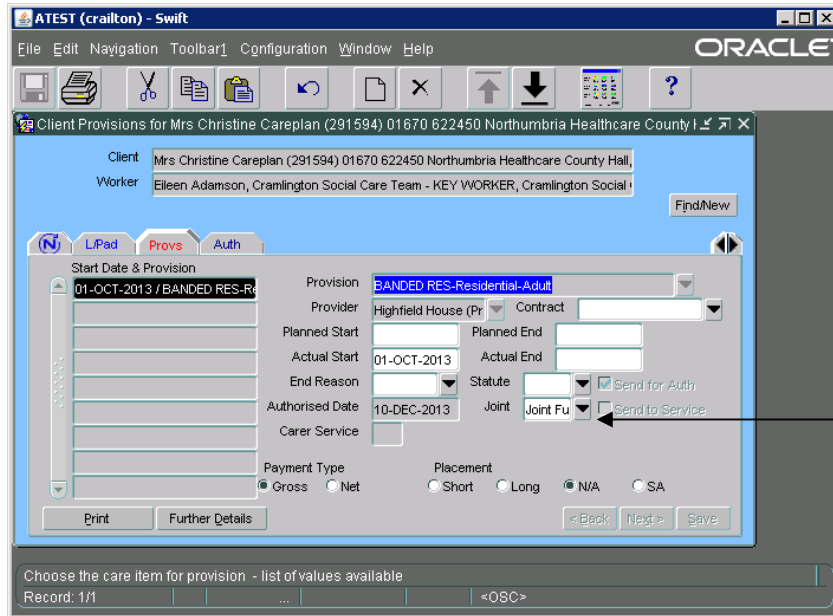 ATEST (crailton) - Swift
File Edit Navigation Toolbar1 Configuration Window Help
ORACLE
?
Client Provisions for Mrs Christine Careplan (291594) 01670 622450 Northumbria Healthcare County H
Client Mrs Christine Careplan (291594) 01670 622450 Northumbria Healthcare County Hall,
Worker Eileen Adamson, Cramlington Social Care Team - KEY WORKER, Cramlington Social
Find/New
N L/Pad Provs Auth
Start Date & Provision
01-OCT-2013 / BANDED RES-Re
Provision BANDED RES-Residential-Adult
Provider Highfield House (Pr Contract
Planned Start Planned End
Actual Start 01-OCT-2013 Actual End
End Reason Statute Send for Auth
Authorised Date 10-DEC-2013 Joint Joint Fu Send to Service
Carer Service
Payment Type Placement
Gross Net Short Long N/A SA
Print Further Details < Back Next > Save
Choose the care item for provision - list of values available
Record: 1/1 ... <OSC>